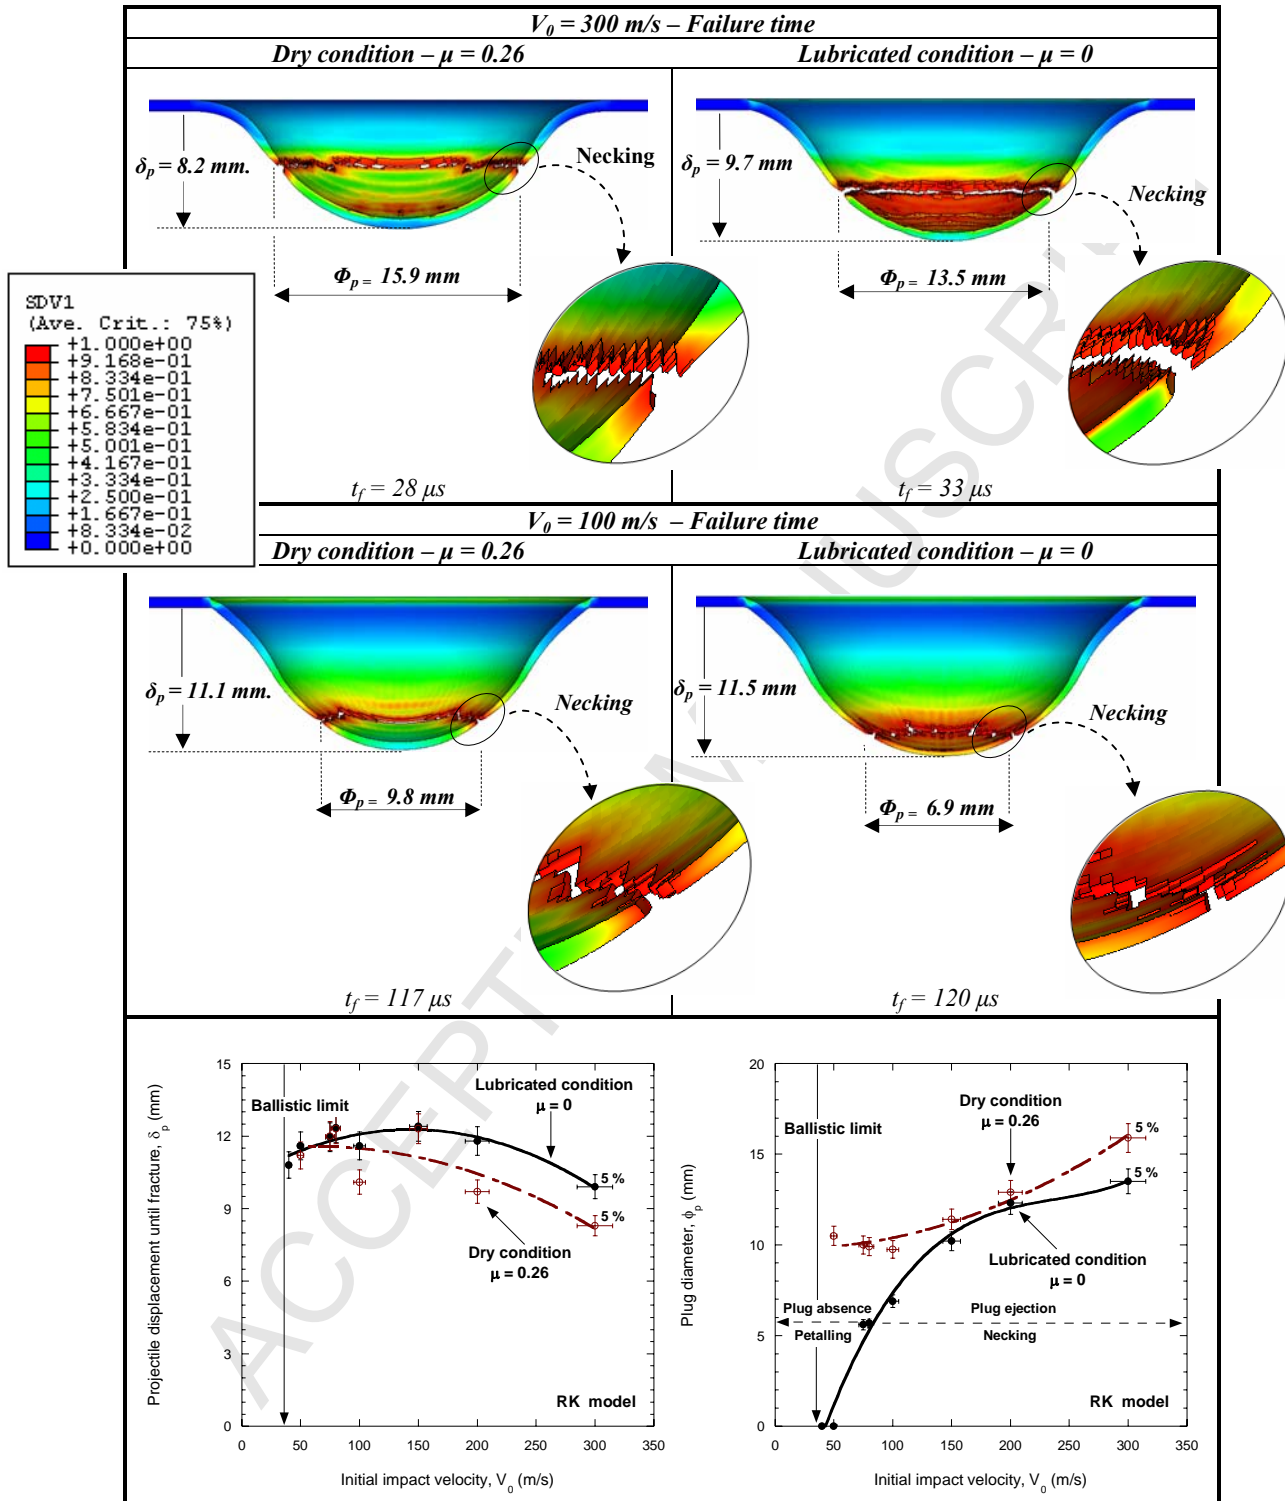 V0 = 300 m/s – Failure time
Dry condition – μ = 0.26
Lubricated condition – μ = 0
δp = 8.2 mm.
Necking
Φp = 15.9 mm
tf = 28 μs
δp = 9.7 mm
Necking
Φp = 13.5 mm
tf = 33 μs
SDV1
(Ave. Crit.: 75%)
+1.000e+00
+9.168e-01
+8.334e-01
+7.501e-01
+6.667e-01
+5.834e-01
+5.001e-01
+4.167e-01
+3.334e-01
+2.500e-01
+1.667e-01
+8.334e-02
+0.000e+00
V0 = 100 m/s – Failure time
Dry condition – μ = 0.26
Lubricated condition – μ = 0
δp = 11.1 mm.
Necking
Φp = 9.8 mm
tf = 117 μs
δp = 11.5 mm
Necking
Φp = 6.9 mm
tf = 120 μs
Projectile displacement until fracture, δp (mm)
15
12
9
6
3
0
Ballistic limit
Lubricated condition
μ = 0
5 %
5 %
Dry condition
μ = 0.26
RK model
0 50 100 150 200 250 300 350
Initial impact velocity, V0 (m/s)
Plug diameter, ϕp (mm)
20
15
10
5
0
Ballistic limit
Dry condition
μ = 0.26
5 %
5 %
Lubricated condition
μ = 0
Plug absence
Plug ejection
Petalling
Necking
RK model
0 50 100 150 200 250 300 350
Initial impact velocity, V0 (m/s)